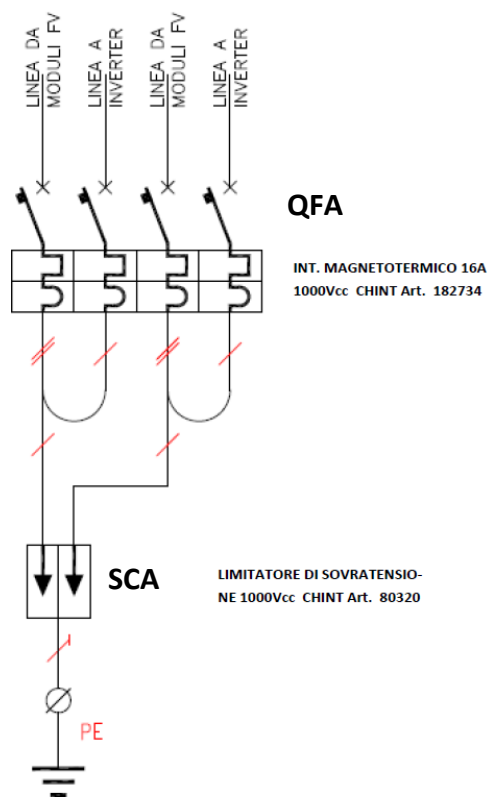 LINEA DA
MODULI FV
LINEA A
INVERTER
LINEA DA
MODULI FV
LINEA A
INVERTER
QFA
INT. MAGNETOTERMICO 16A
1000Vcc CHINT Art. 182734
SCA
LIMITATORE DI SOVRATENSIO-
NE 1000Vcc CHINT Art. 80320
PE